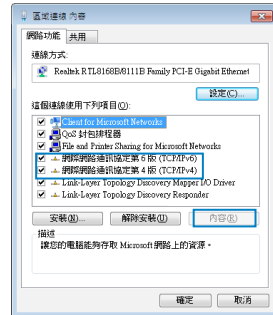 區域連線 內容
網路功能 共用
連線方式:
Realtek RTL8168B/8111B Family PCI-E Gigabit Ethernet
設定(C)...
這個連線使用下列項目(O):
Client for Microsoft Networks
QoS 封包排程器
File and Printer Sharing for Microsoft Networks
網際網路通訊協定第 6 版 (TCP/IPv6)
網際網路通訊協定第 4 版 (TCP/IPv4)
Link-Layer Topology Discovery Mapper I/O Driver
Link-Layer Topology Discovery Responder
安裝(N)... 解除安裝(U) 內容(R)
描述
讓您的電腦能夠存取 Microsoft 網路上的資源。
確定 取消